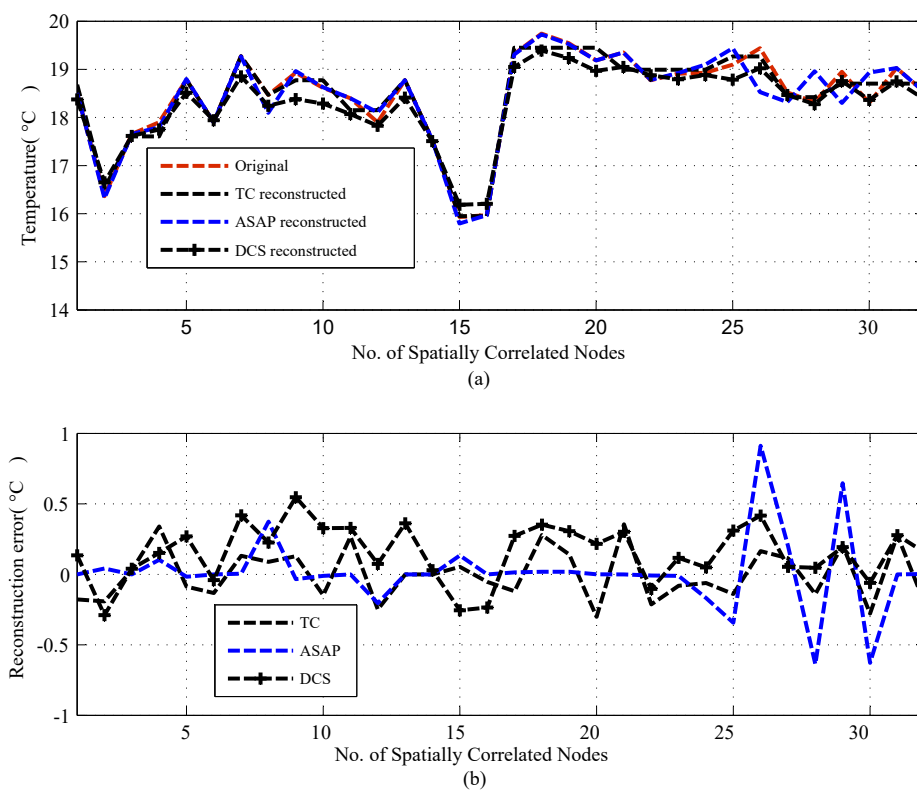 20
19
18
17
16
15
14
Temperature( °C )
Original
TC reconstructed
ASAP reconstructed
DCS reconstructed
5
10
15
20
25
30
No. of Spatially Correlated Nodes
(a)
1
0.5
0
-0.5
-1
Reconstruction error( °C )
TC
ASAP
DCS
5
10
15
20
25
30
No. of Spatially Correlated Nodes
(b)